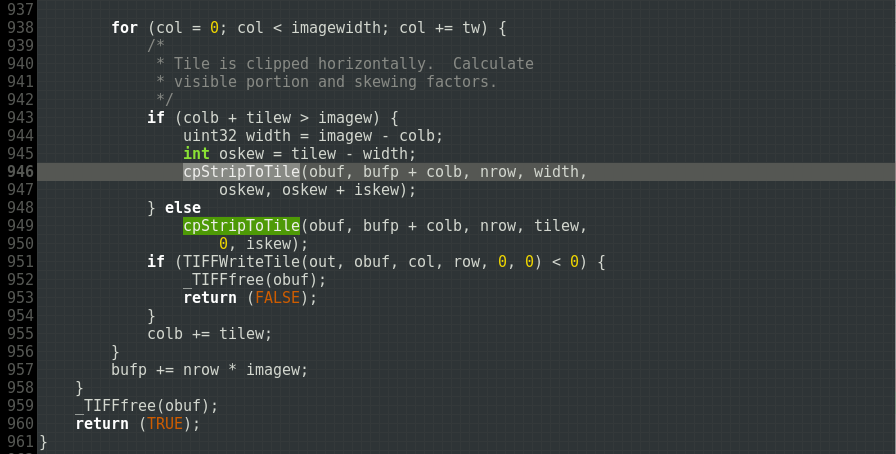 937
938         for (col = 0; col < imagewidth; col += tw) {
939             /*
940              * Tile is clipped horizontally.  Calculate
941              * visible portion and skewing factors.
942              */
943             if (colb + tilew > imagew) {
944                 uint32 width = imagew - colb;
945                 int oskew = tilew - width;
946                 cpStripToTile(obuf, bufp + colb, nrow, width,
947                     oskew, oskew + iskew);
948             } else
949                 cpStripToTile(obuf, bufp + colb, nrow, tilew,
950                     0, iskew);
951             if (TIFFWriteTile(out, obuf, col, row, 0, 0) < 0) {
952                 _TIFFfree(obuf);
953                 return (FALSE);
954             }
955             colb += tilew;
956         }
957         bufp += nrow * imagew;
958     }
959     _TIFFfree(obuf);
960     return (TRUE);
961 }